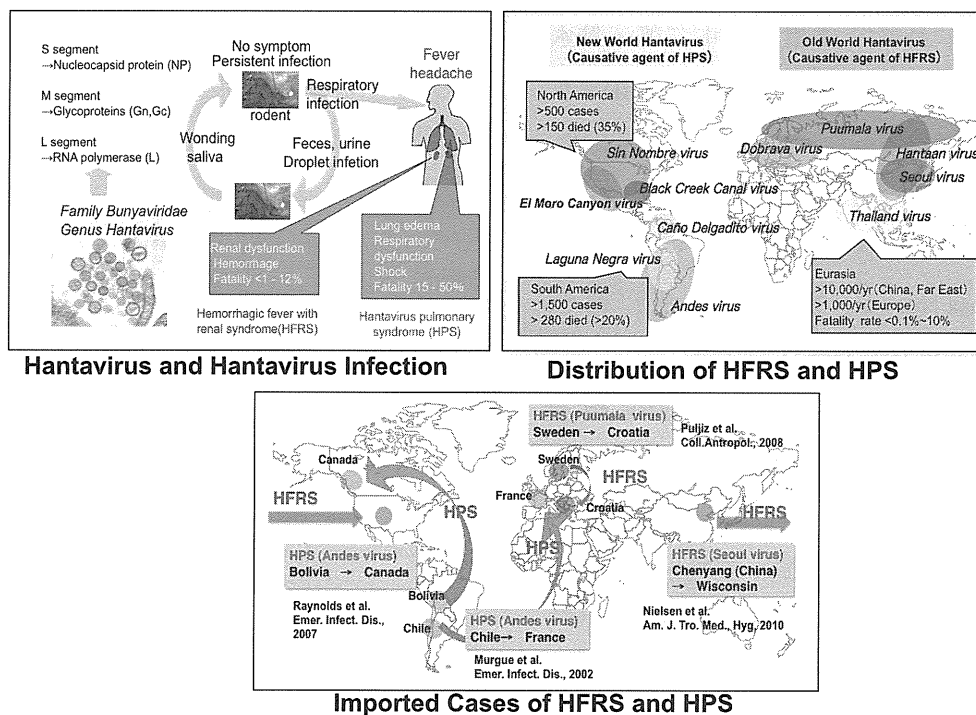 S segment
→Nucleocapsid protein (NP)
M segment
→Glycoproteins (Gn,Gc)
L segment
→RNA polymerase (L)
Family Bunyaviridae
Genus Hantavirus
No symptom
Persistent infection
rodent
Respiratory
infection
Wonding
saliva
Feces, urine
Droplet infetion
Fever
headache
Renal dysfunction
Hemorrhage
Fatality <1 - 12%
Hemorrhagic fever with
renal syndrome(HFRS)
Lung edema
Respiratory
dysfunction
Shock
Fatality 15 - 50%
Hantavirus pulmonary
syndrome (HPS)
Hantavirus and Hantavirus Infection
New World Hantavirus
(Causative agent of HPS)
Old World Hantavirus
(Causative agent of HFRS)
North America
>500 cases
>150 died (35%)
Sin Nombre virus
Black Creek Canal virus
El Moro Canyon virus
Caño Delgadito virus
Laguna Negra virus
Andes virus
South America
>1,500 cases
> 280 died (>20%)
Puumala virus
Dobrava virus
Hantaan virus
Seoul virus
Thailand virus
Eurasia
>10,000/yr(China, Far East)
>1,000/yr(Europe)
Fatality rate <0.1%~10%
Distribution of HFRS and HPS
HFRS (Puumala virus)
Sweden → Croatia
Puljiz et al.
Coll.Antropol., 2008
Canada
Sweden
HFRS
France
Croatia
HFRS
HPS
HPS
HFRS
HPS (Andes virus)
Bolivia → Canada
Raynolds et al.
Emer. Infect. Dis.,
2007
Bolivia
Chile
HPS (Andes virus)
Chile→ France
Murgue et al.
Emer. Infect. Dis., 2002
HFRS (Seoul virus)
Chenyang (China)
→ Wisconsin
Nielsen et al.
Am. J. Tro. Med., Hyg, 2010
Imported Cases of HFRS and HPS